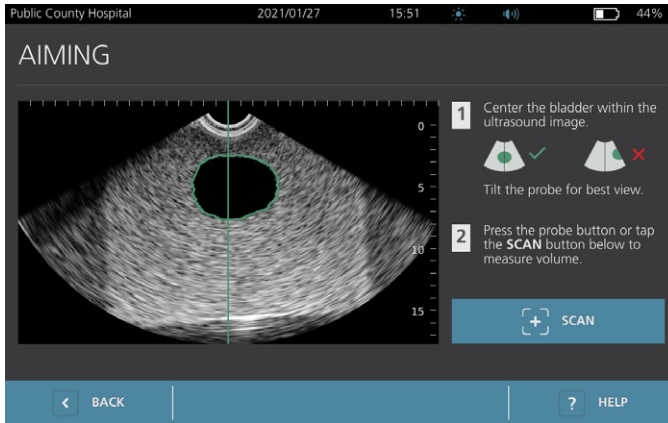 Public County Hospital 2021/01/27 15:51 44%
AIMING
0
5
10
15
1 Center the bladder within the
ultrasound image.
Tilt the probe for best view.
2 Press the probe button or tap
the SCAN button below to
measure volume.
SCAN
BACK
? HELP